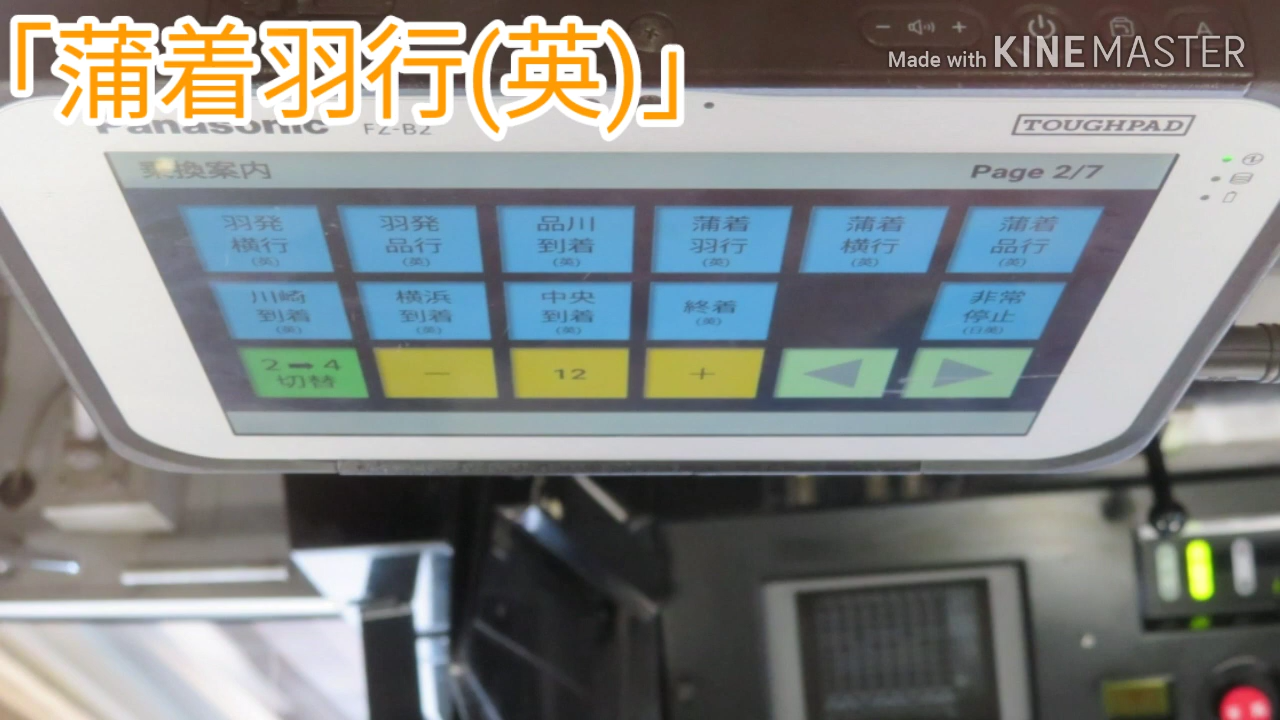 「蒲着羽行(英)」
Made with KINEMASTER
Panasonic FZ-B2
TOUGHPAD
乗換案内 Page 2/7
羽発 横行 (英)
羽発 品行 (英)
品川 到着 (英)
蒲着 羽行 (英)
蒲着 横行 (英)
蒲着 品行 (英)
川崎 到着 (英)
横浜 到着 (英)
中央 到着 (英)
終着 (英)
非常 停止 (日英)
2➡4 切替
−
12
+